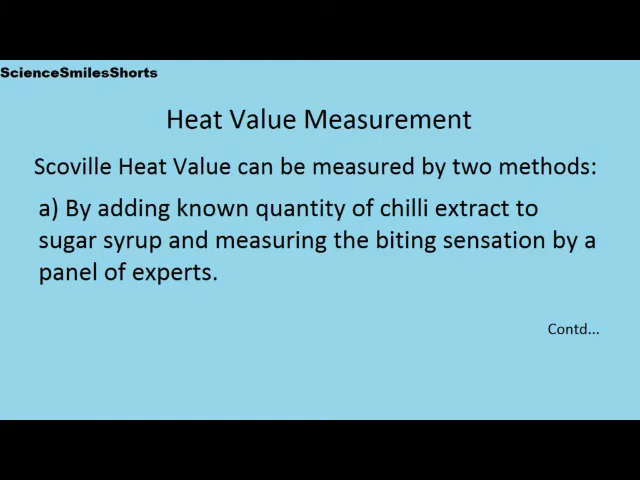 ScienceSmilesShorts
Heat Value Measurement
Scoville Heat Value can be measured by two methods:
a) By adding known quantity of chilli extract to
sugar syrup and measuring the biting sensation by a
panel of experts.
Contd...